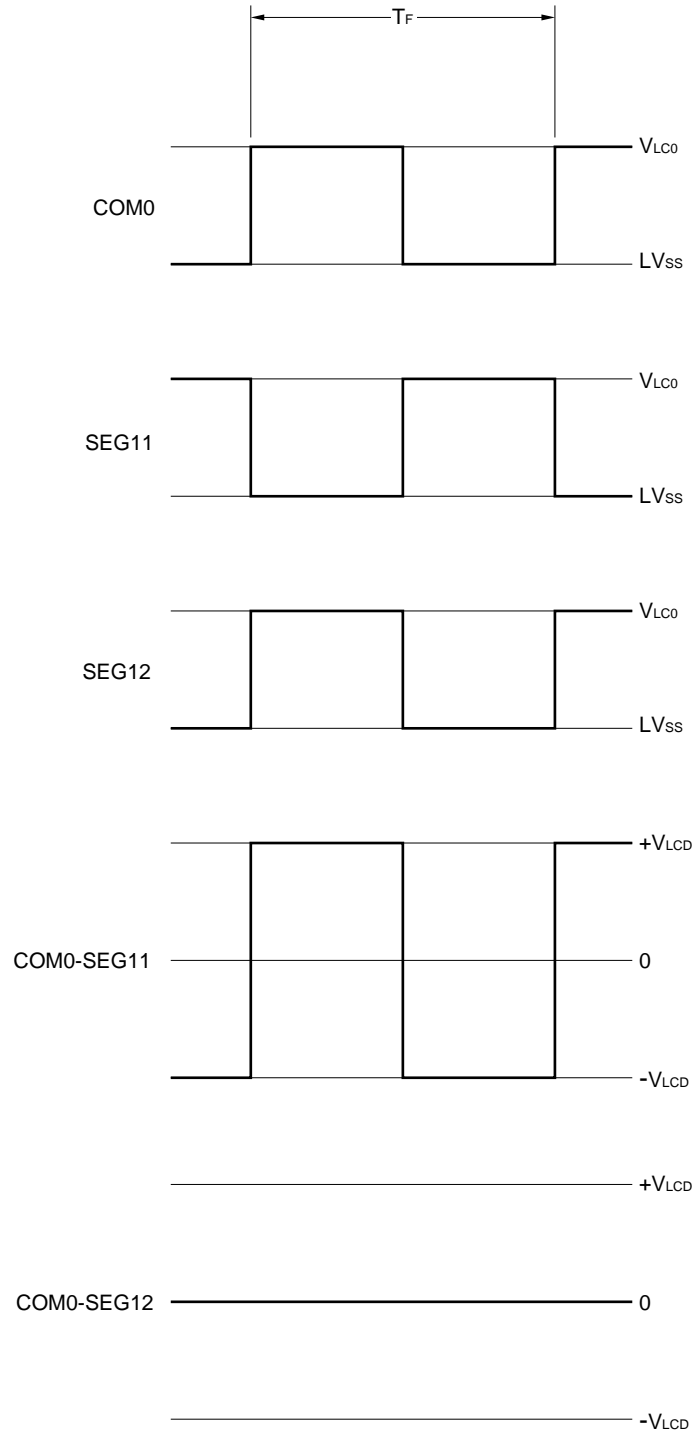 TF
VLC0
COM0
LVSS
VLC0
SEG11
LVSS
VLC0
SEG12
LVSS
+VLCD
COM0-SEG11
0
-VLCD
+VLCD
COM0-SEG12
0
-VLCD